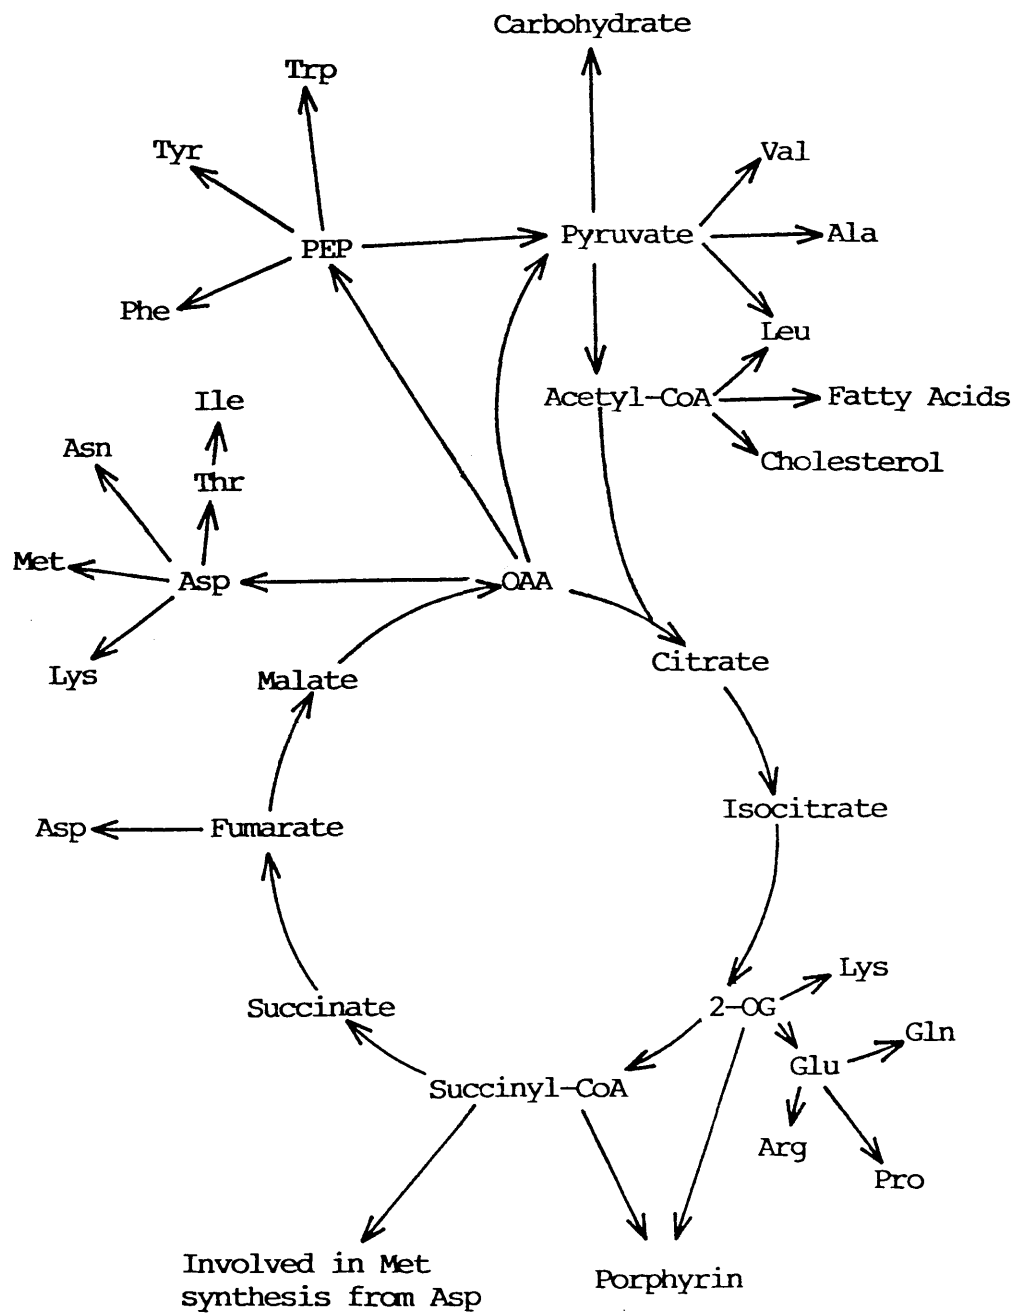 Carbohydrate
Trp
Tyr
Val
Pyruvate
Ala
PEP
Phe
Leu
Ile
Acetyl-CoA
Fatty Acids
Asn
Cholesterol
Thr
Met
Asp
OAA
Citrate
Lys
Malate
Isocitrate
Asp
Fumarate
Lys
Succinate
2-OG
Gln
Glu
Succinyl-CoA
Arg
Pro
Involved in Met
synthesis from Asp
Porphyrin